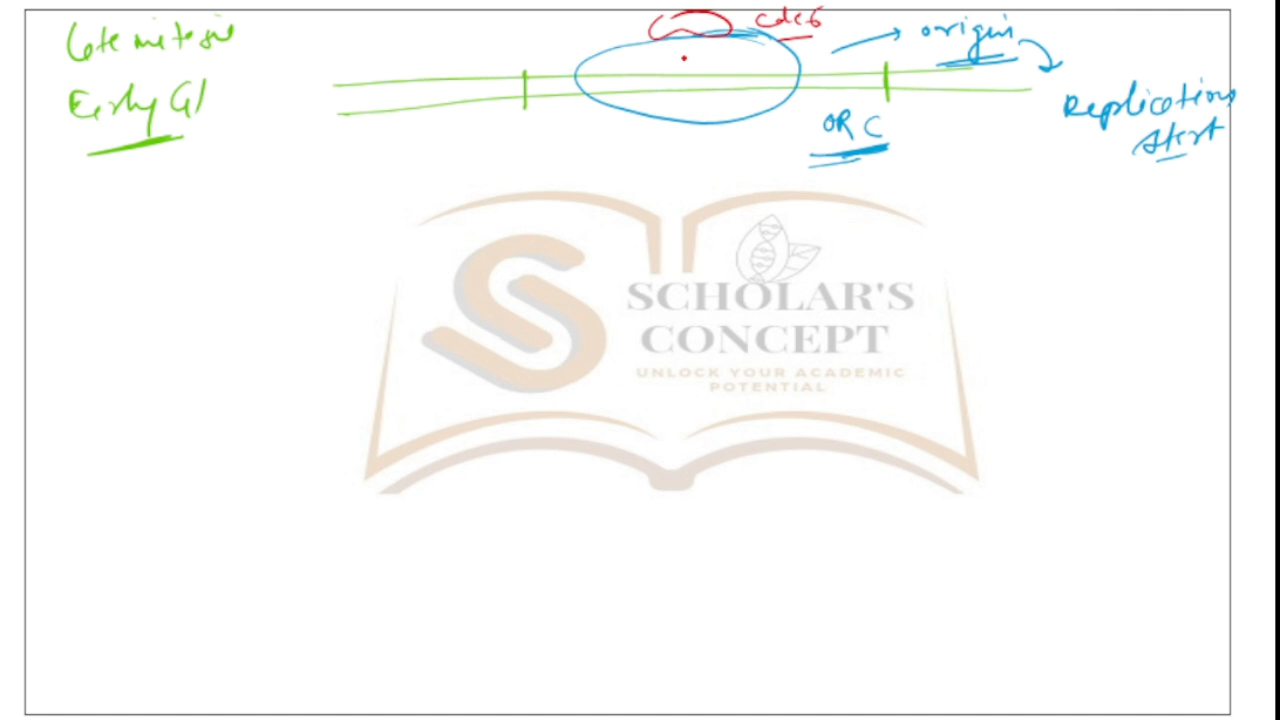 Late mitosis
Early G1
cdc6
origin
ORC
Replication
start
SCHOLAR'S
CONCEPT
UNLOCK YOUR ACADEMIC
POTENTIAL